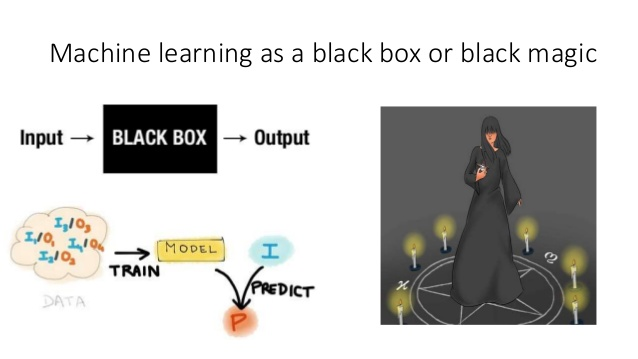 Machine learning as a black box or black magic
Input → BLACK BOX → Output
I₃/O₃
I₁/O₁ I₄/O₄
I₂/O₂
DATA
TRAIN
MODEL
I
PREDICT
P